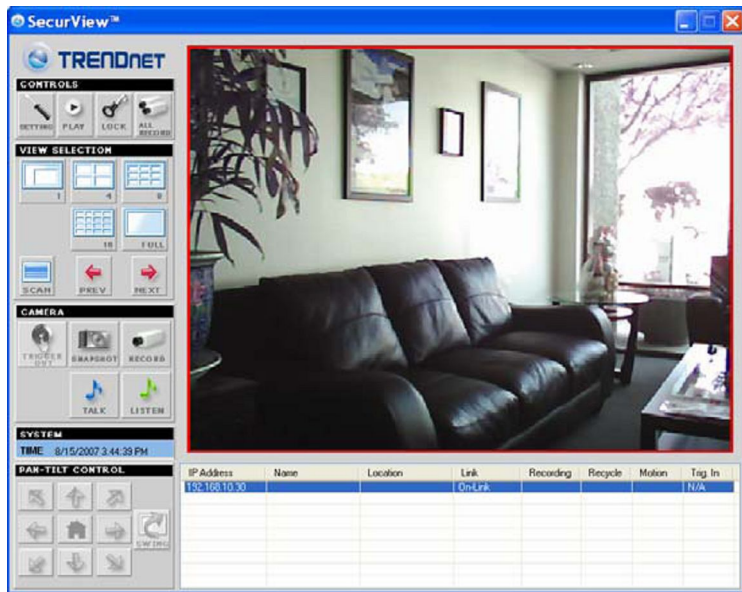 SecurView™
TRENDNET
CONTROLS
SETTING PLAY LOCK ALL RECORD
VIEW SELECTION
1 4 9
16 FULL
SCAN PREV NEXT
CAMERA
TRIGGER OUT SNAPSHOT RECORD
TALK LISTEN
SYSTEM
TIME 8/15/2007 3:44:39 PM
PAN-TILT CONTROL
SWING
IP Address Name Location Link Recording Recycle Motion Trig. In
192.168.10.30 On-Link N/A